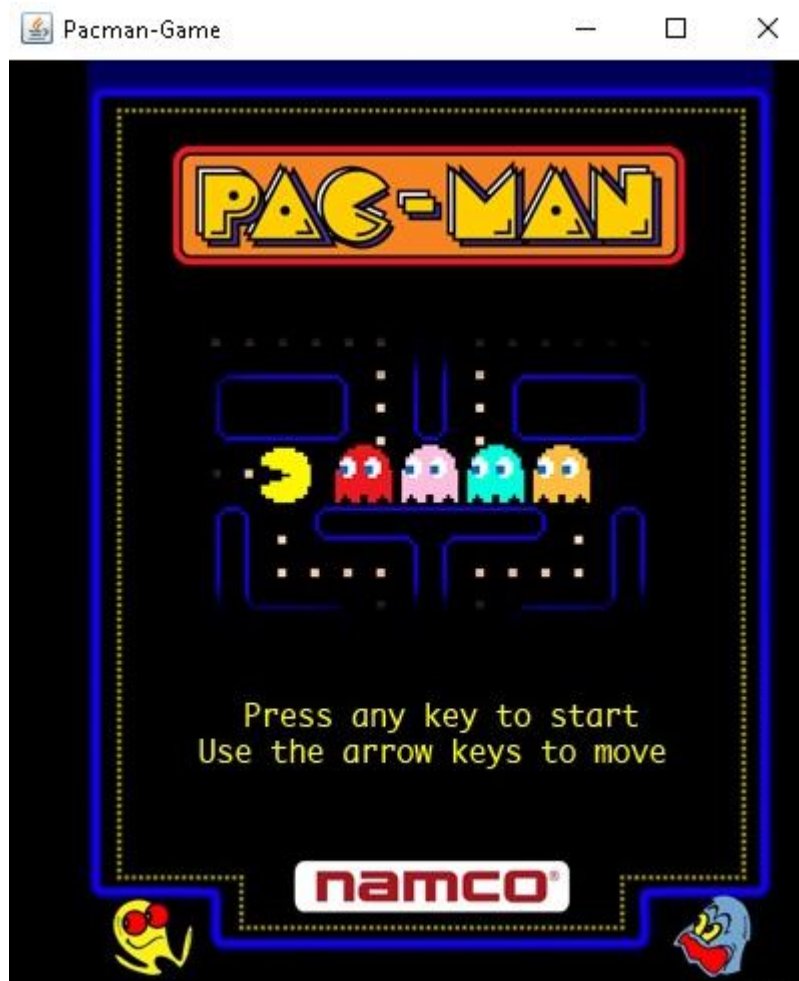 Pacman-Game
PAC-MAN
Press any key to start
Use the arrow keys to move
namco®